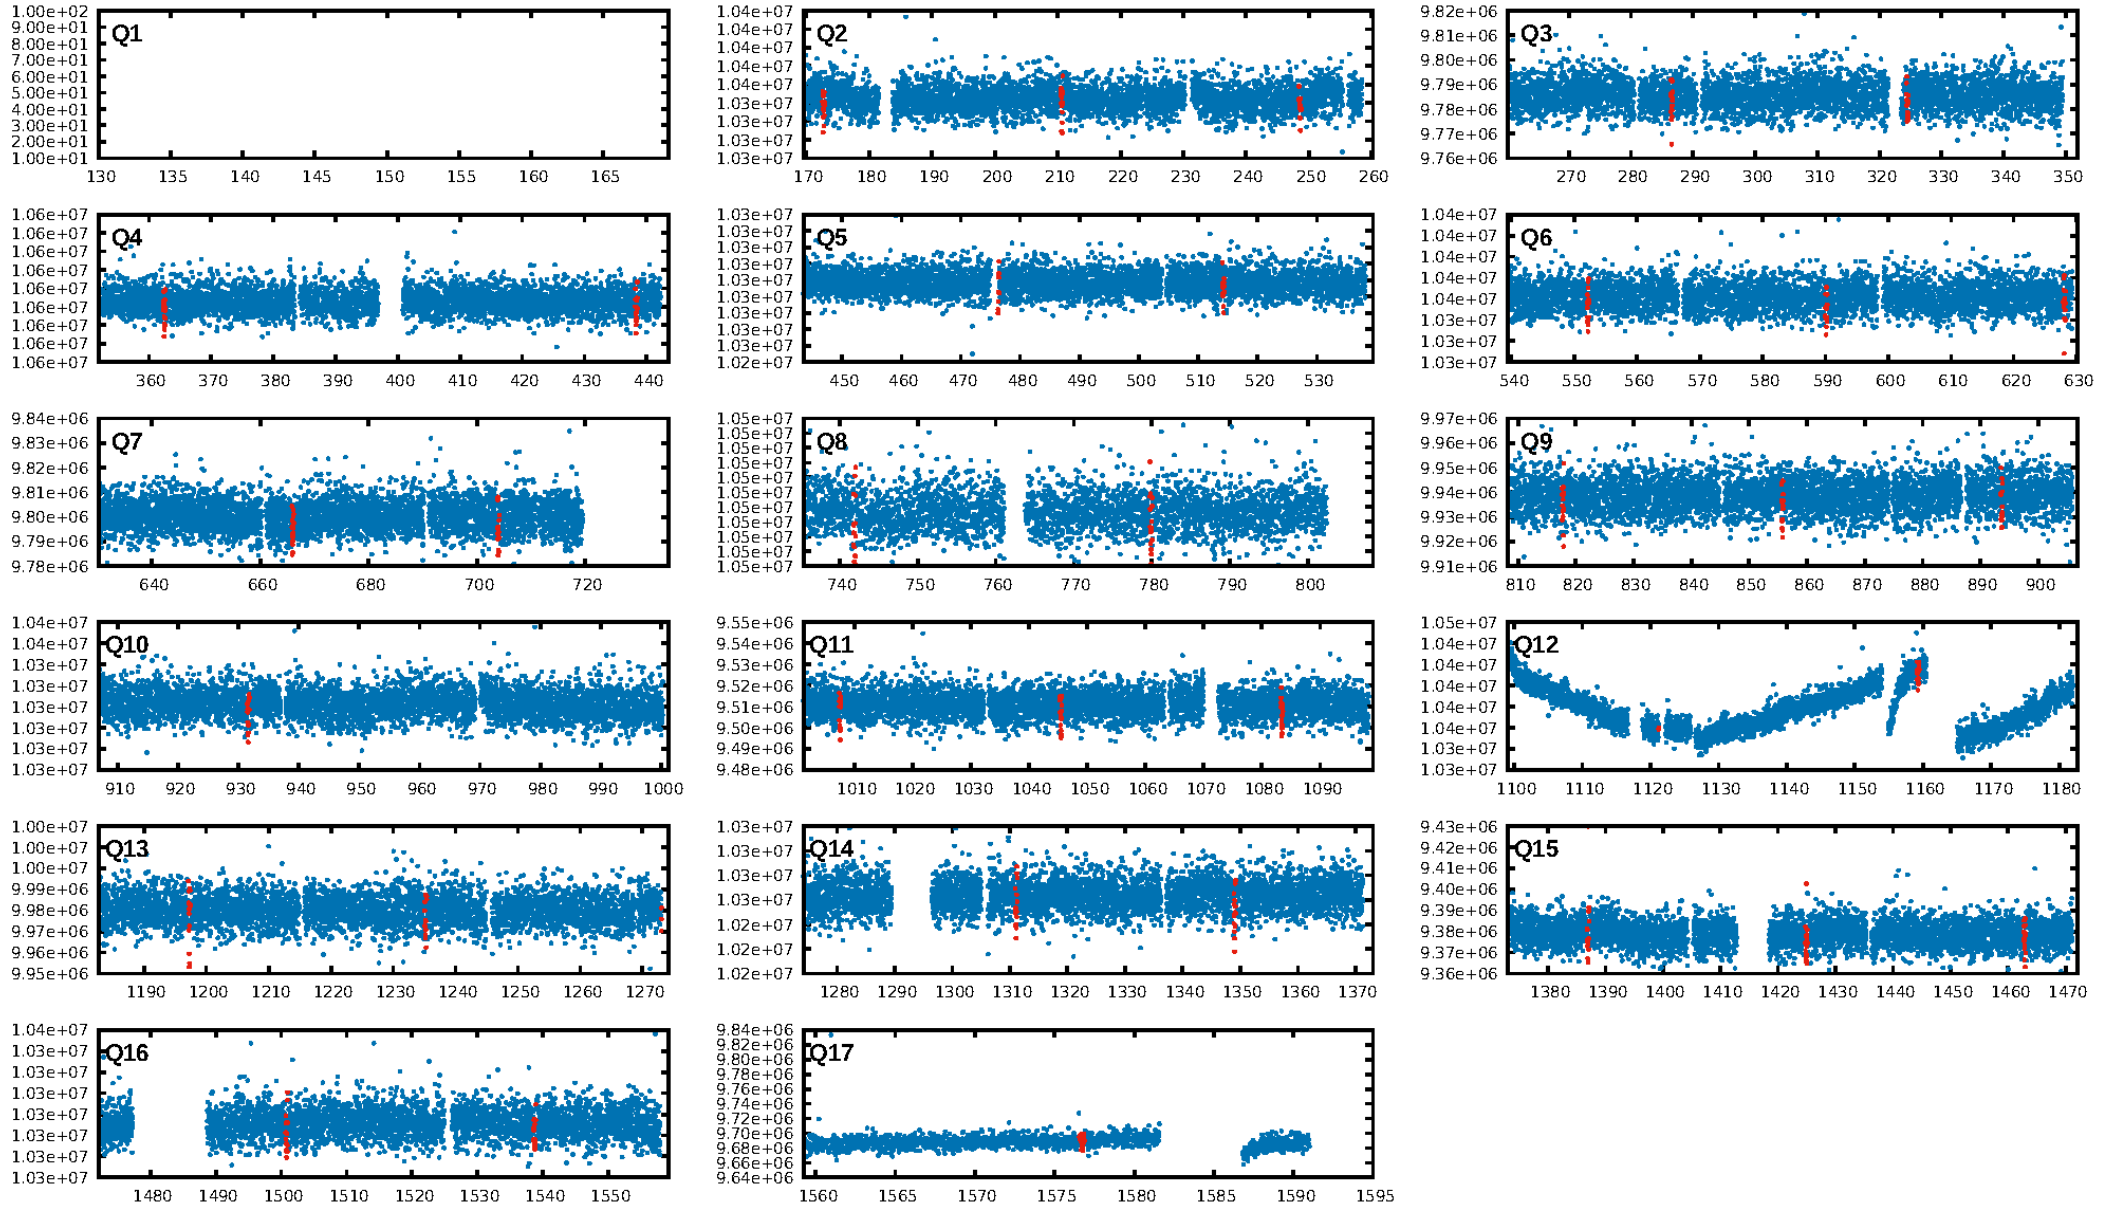 1.00e+02
9.00e+01
8.00e+01
7.00e+01
6.00e+01
5.00e+01
4.00e+01
3.00e+01
2.00e+01
1.00e+01
Q1
130 135 140 145 150 155 160 165
1.04e+07
1.04e+07
1.04e+07
1.04e+07
1.04e+07
1.03e+07
1.03e+07
1.03e+07
1.03e+07
Q2
170 180 190 200 210 220 230 240 250 260
9.82e+06
9.81e+06
9.80e+06
9.79e+06
9.78e+06
9.77e+06
9.76e+06
Q3
270 280 290 300 310 320 330 340 350
1.06e+07
1.06e+07
1.06e+07
1.06e+07
1.06e+07
1.06e+07
1.06e+07
1.06e+07
1.06e+07
Q4
360 370 380 390 400 410 420 430 440
1.03e+07
1.03e+07
1.03e+07
1.03e+07
1.03e+07
1.03e+07
1.03e+07
1.03e+07
1.03e+07
1.02e+07
Q5
450 460 470 480 490 500 510 520 530
1.04e+07
1.04e+07
1.04e+07
1.04e+07
1.04e+07
1.03e+07
1.03e+07
1.03e+07
Q6
540 550 560 570 580 590 600 610 620 630
9.84e+06
9.83e+06
9.82e+06
9.81e+06
9.80e+06
9.79e+06
9.78e+06
Q7
640 660 680 700 720
1.05e+07
1.05e+07
1.05e+07
1.05e+07
1.05e+07
1.05e+07
1.05e+07
1.05e+07
1.05e+07
1.05e+07
1.05e+07
Q8
740 750 760 770 780 790 800
9.97e+06
9.96e+06
9.95e+06
9.94e+06
9.93e+06
9.92e+06
9.91e+06
Q9
810 820 830 840 850 860 870 880 890 900
1.04e+07
1.04e+07
1.03e+07
1.03e+07
1.03e+07
1.03e+07
1.03e+07
1.03e+07
Q10
910 920 930 940 950 960 970 980 990 1000
9.55e+06
9.53e+06
9.53e+06
9.52e+06
9.51e+06
9.50e+06
9.49e+06
9.48e+06
Q11
1010 1020 1030 1040 1050 1060 1070 1080 1090
1.05e+07
1.05e+07
1.04e+07
1.04e+07
1.04e+07
1.04e+07
1.03e+07
1.03e+07
Q12
1100 1110 1120 1130 1140 1150 1160 1170 1180
1.00e+07
1.00e+07
1.00e+07
9.99e+06
9.98e+06
9.97e+06
9.96e+06
9.95e+06
Q13
1190 1200 1210 1220 1230 1240 1250 1260 1270
1.03e+07
1.03e+07
1.03e+07
1.03e+07
1.02e+07
1.02e+07
1.02e+07
Q14
1280 1290 1300 1310 1320 1330 1340 1350 1360 1370
9.43e+06
9.42e+06
9.41e+06
9.40e+06
9.39e+06
9.38e+06
9.37e+06
9.36e+06
Q15
1380 1390 1400 1410 1420 1430 1440 1450 1460 1470
1.04e+07
1.03e+07
1.03e+07
1.03e+07
1.03e+07
1.03e+07
1.03e+07
1.03e+07
Q16
1480 1490 1500 1510 1520 1530 1540 1550
9.84e+06
9.82e+06
9.80e+06
9.78e+06
9.76e+06
9.74e+06
9.72e+06
9.70e+06
9.68e+06
9.66e+06
9.64e+06
Q17
1560 1565 1570 1575 1580 1585 1590 1595